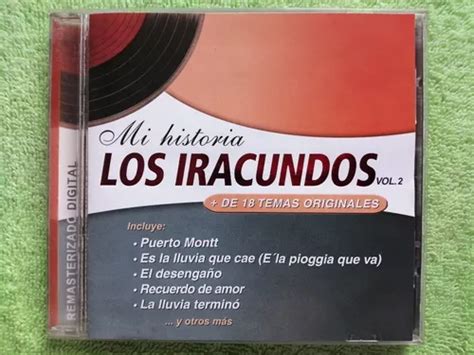 Mi historia
LOS IRACUNDOS VOL. 2
+ DE 18 TEMAS ORIGINALES
REMASTERIZADO DIGITAL
Incluye:
• Puerto Montt
• Es la lluvia que cae (E´la pioggia que va)
• El desengaño
• Recuerdo de amor
• La lluvia terminó
... y otros más